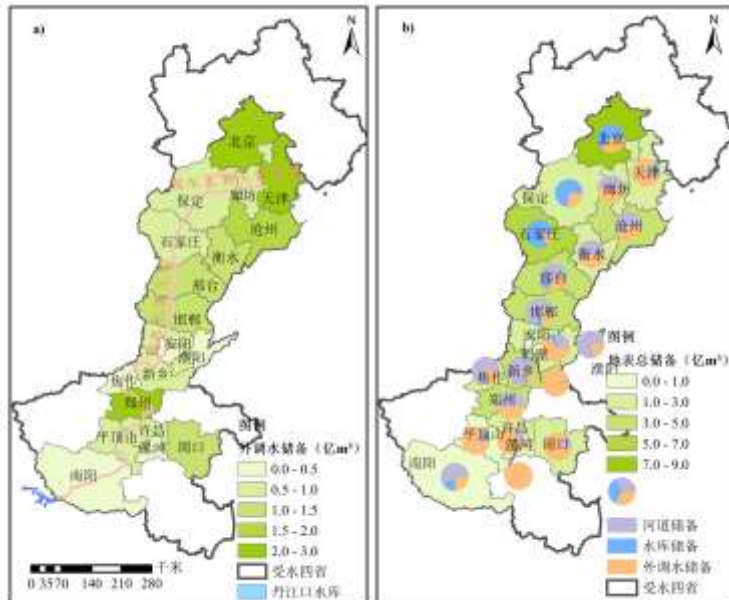 a)
N
北京
天津
廊坊
保定
沧州
石家庄
衡水
邢台
邯郸
安阳
濮阳
新乡
焦作
郑州
平顶山
许昌
漯河
周口
南阳
图例
外调水储备（亿m³）
0.0 - 0.5
0.5 - 1.0
1.0 - 1.5
1.5 - 2.0
2.0 - 3.0
受水四省
丹江口水库
千米
0 35 70 140 210 280
b)
N
北京
天津
廊坊
保定
沧州
石家庄
衡水
邢台
邯郸
安阳
濮阳
新乡
焦作
郑州
平顶山
许昌
漯河
周口
南阳
图例
地表总储备（亿m³）
0.0 - 1.0
1.0 - 3.0
3.0 - 5.0
5.0 - 7.0
7.0 - 9.0
河道储备
水库储备
外调水储备
受水四省